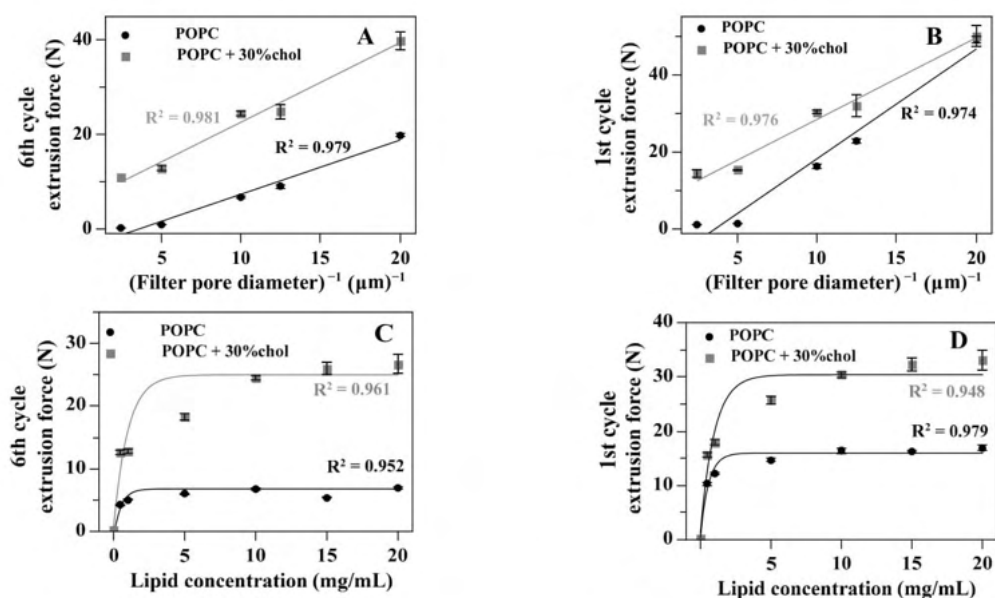 A
POPC
POPC + 30%chol
R² = 0.981
R² = 0.979
6th cycle
extrusion force (N)
40
20
0
5
10
15
20
(Filter pore diameter)⁻¹ (µm)⁻¹
B
POPC
POPC + 30%chol
R² = 0.976
R² = 0.974
1st cycle
extrusion force (N)
40
20
0
5
10
15
20
(Filter pore diameter)⁻¹ (µm)⁻¹
C
POPC
POPC + 30%chol
R² = 0.961
R² = 0.952
6th cycle
extrusion force (N)
30
20
10
0
0
5
10
15
20
Lipid concentration (mg/mL)
D
POPC
POPC + 30%chol
R² = 0.948
R² = 0.979
1st cycle
extrusion force (N)
40
30
20
10
0
5
10
15
20
Lipid concentration (mg/mL)